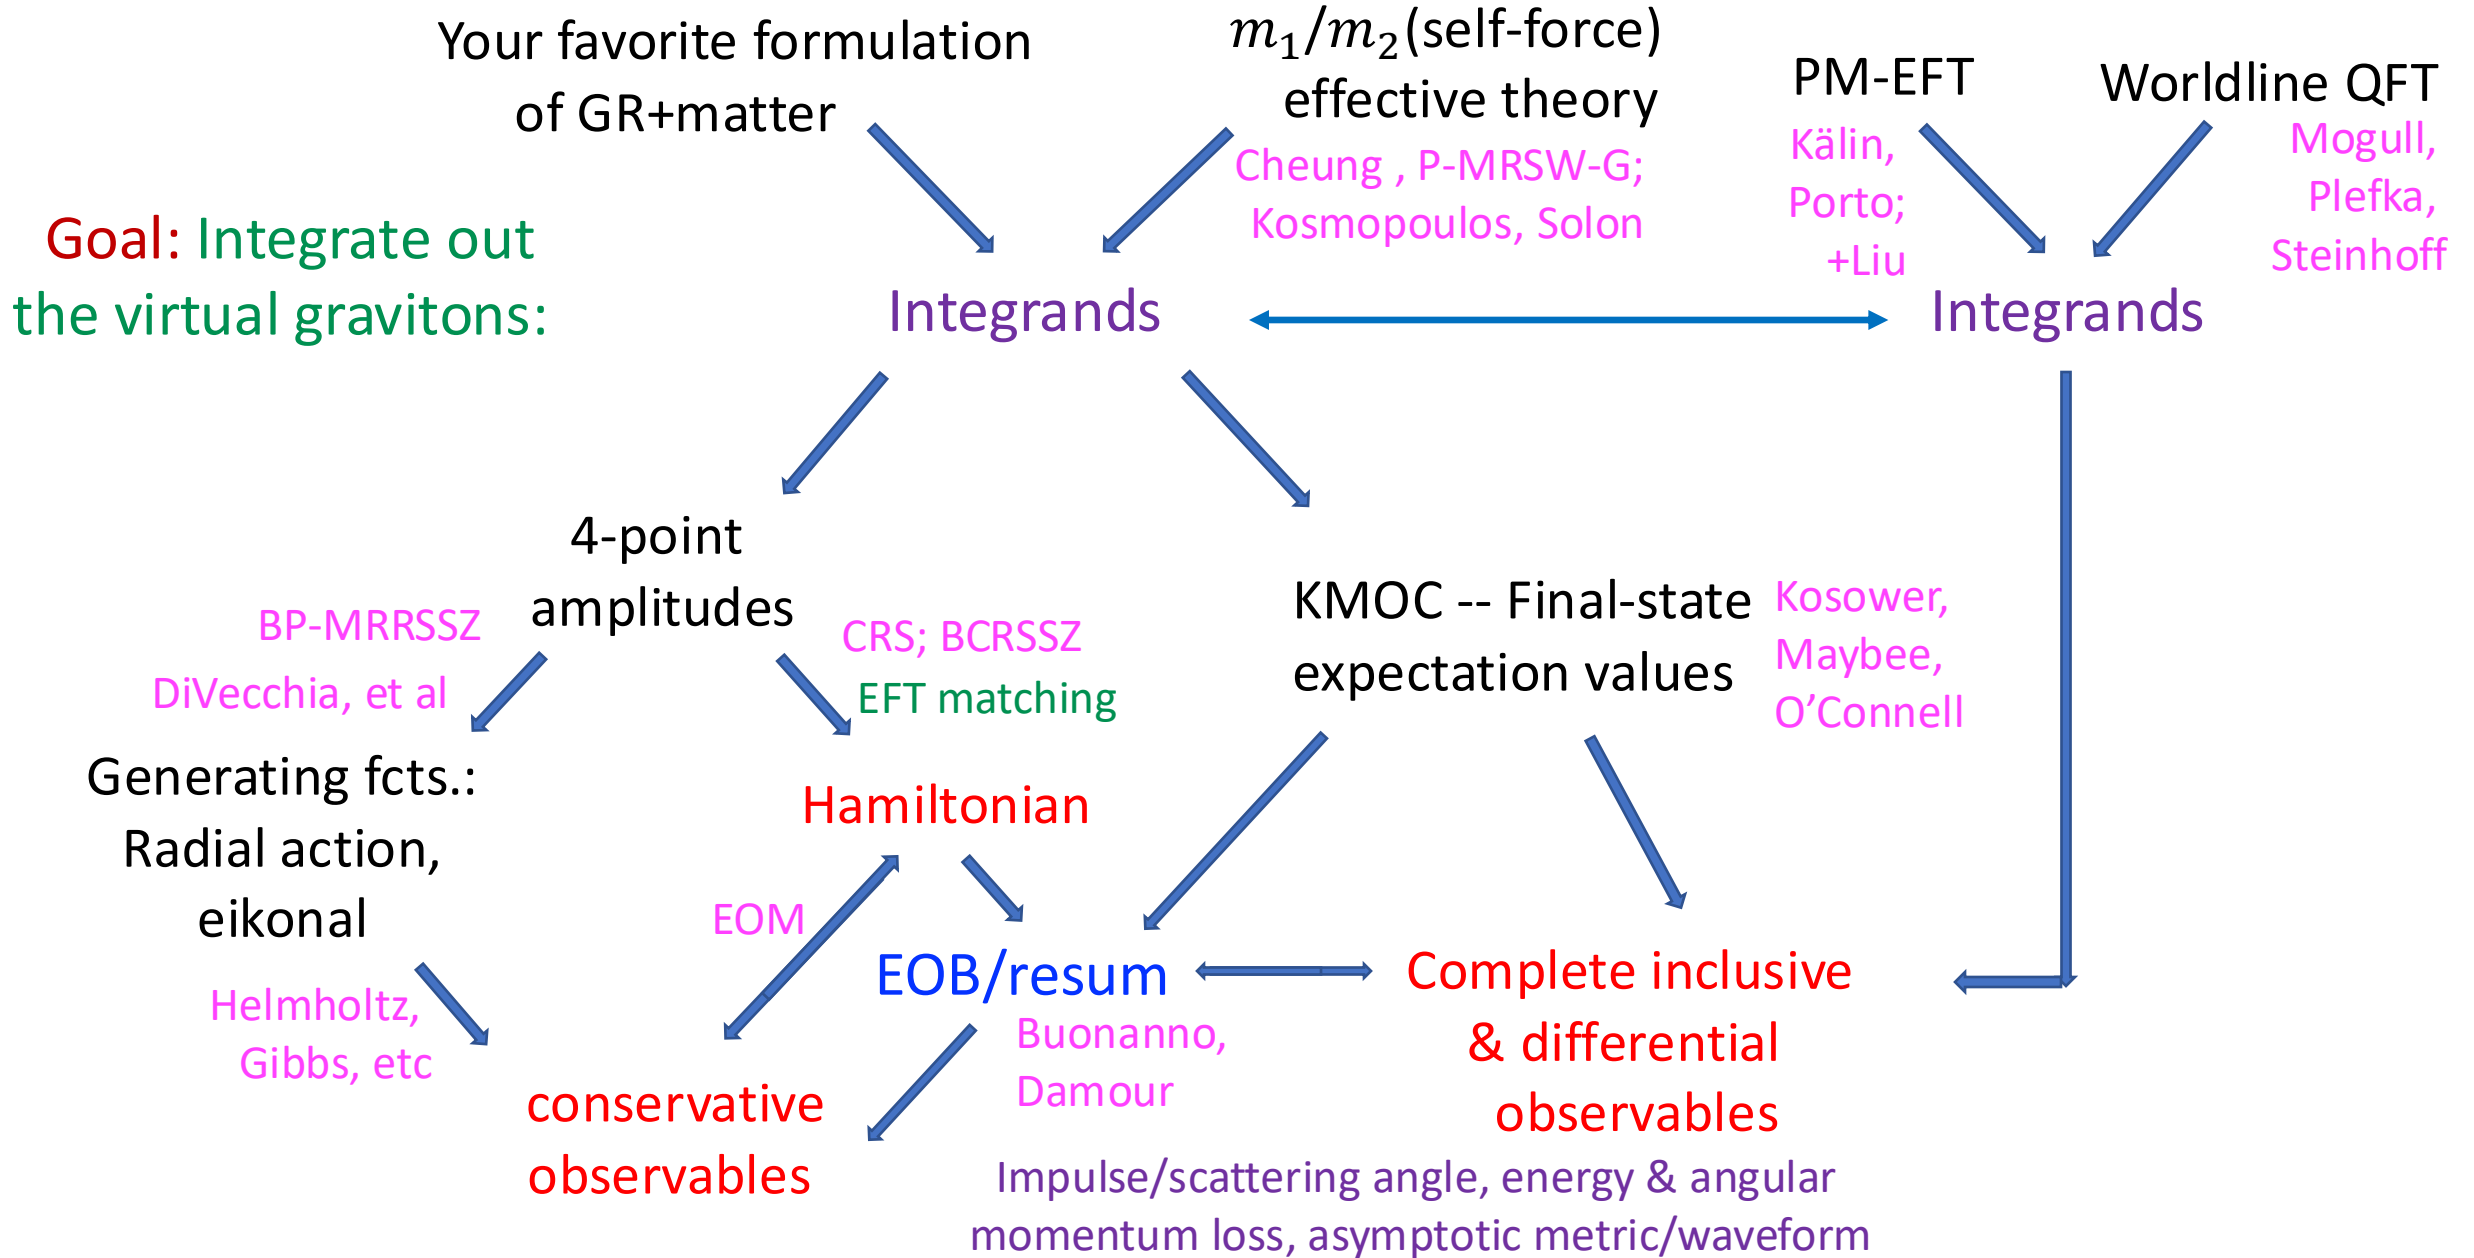 Your favorite formulation
of GR+matter
m₁/m₂(self-force)
effective theory
Cheung , P-MRSW-G;
Kosmopoulos, Solon
PM-EFT
Kälin,
Porto;
+Liu
Worldline QFT
Mogull,
Plefka,
Steinhoff
Goal: Integrate out
the virtual gravitons:
Integrands
Integrands
4-point
amplitudes
BP-MRRSSZ
DiVecchia, et al
CRS; BCRSSZ
EFT matching
KMOC -- Final-state
expectation values
Kosower,
Maybee,
O’Connell
Generating fcts.:
Radial action,
eikonal
Hamiltonian
EOM
Helmholtz,
Gibbs, etc
EOB/resum
Buonanno,
Damour
Complete inclusive
& differential
observables
conservative
observables
Impulse/scattering angle, energy & angular
momentum loss, asymptotic metric/waveform